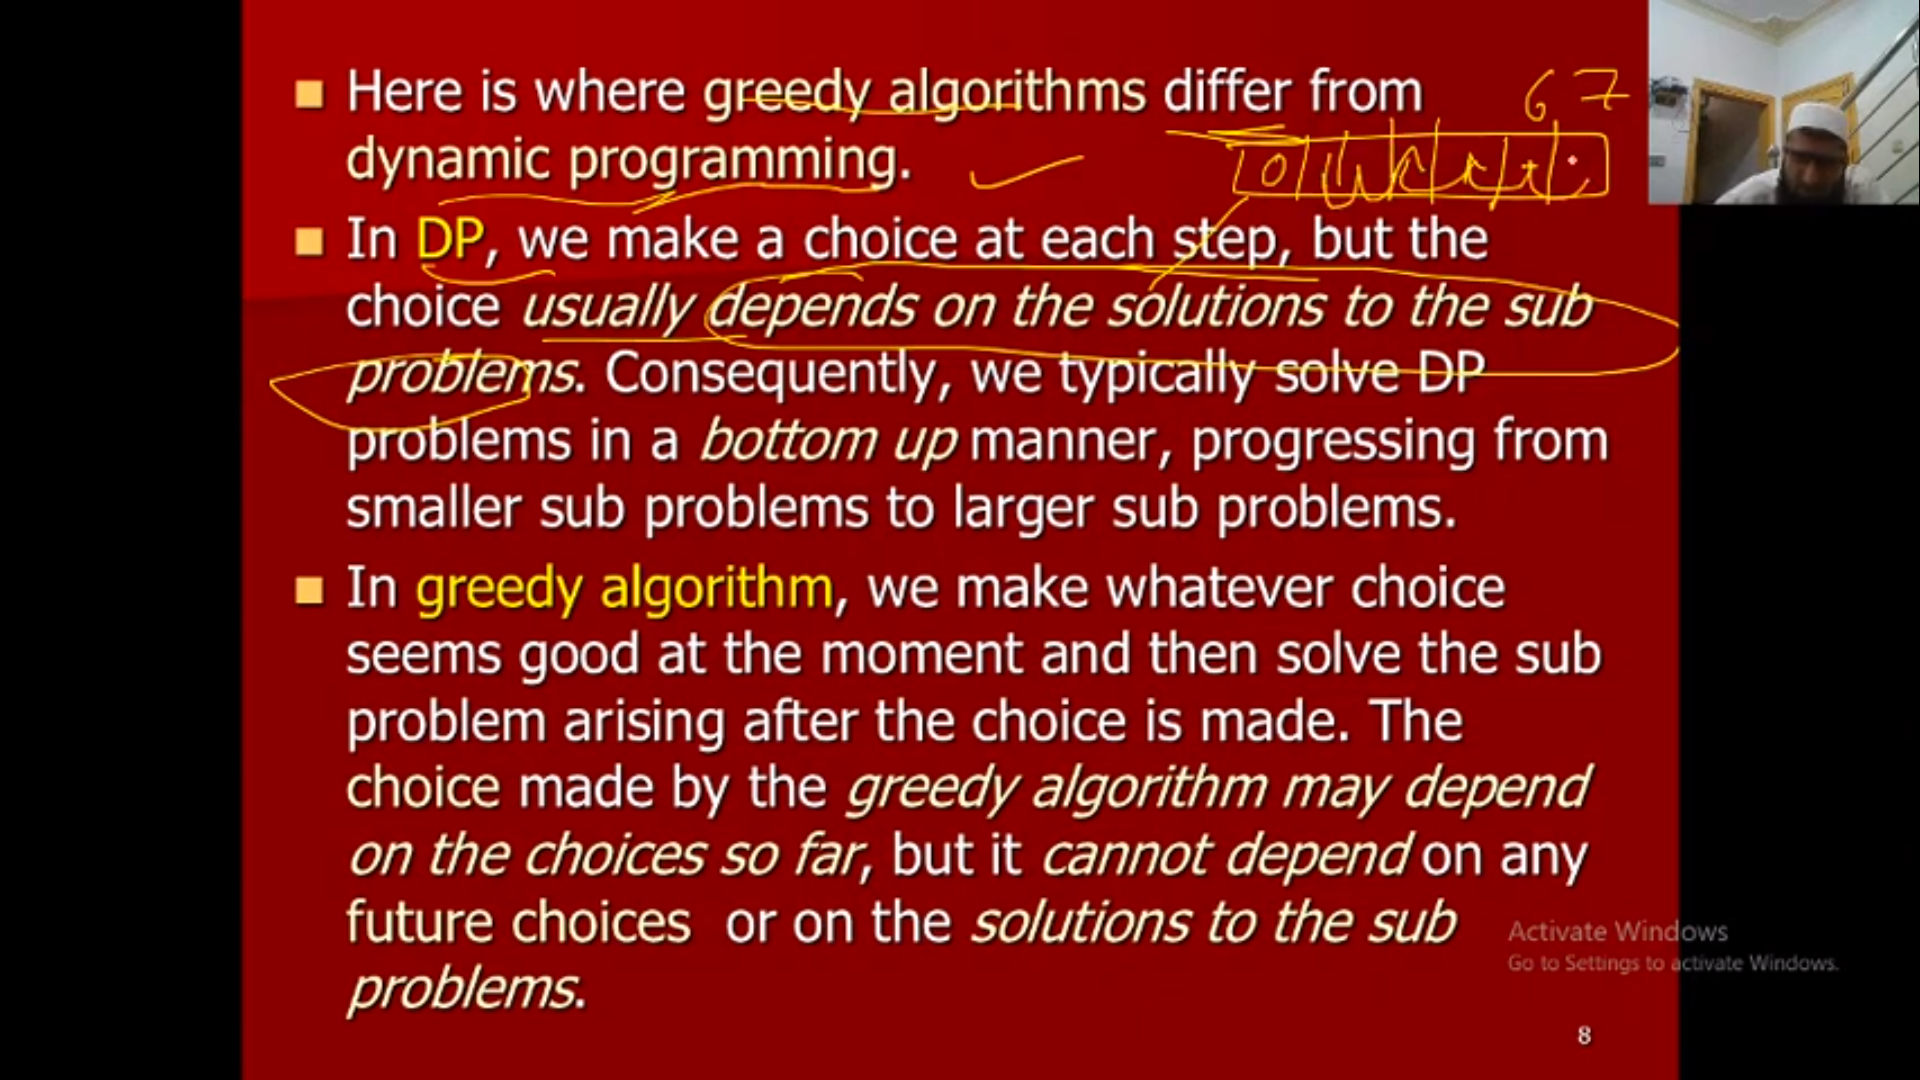 Here is where greedy algorithms differ from
dynamic programming.
In DP, we make a choice at each step, but the
choice usually depends on the solutions to the sub
problems. Consequently, we typically solve DP
problems in a bottom up manner, progressing from
smaller sub problems to larger sub problems.
In greedy algorithm, we make whatever choice
seems good at the moment and then solve the sub
problem arising after the choice is made. The
choice made by the greedy algorithm may depend
on the choices so far, but it cannot depend on any
future choices or on the solutions to the sub
problems.
6 7
Activate Windows
Go to Settings to activate Windows.
8